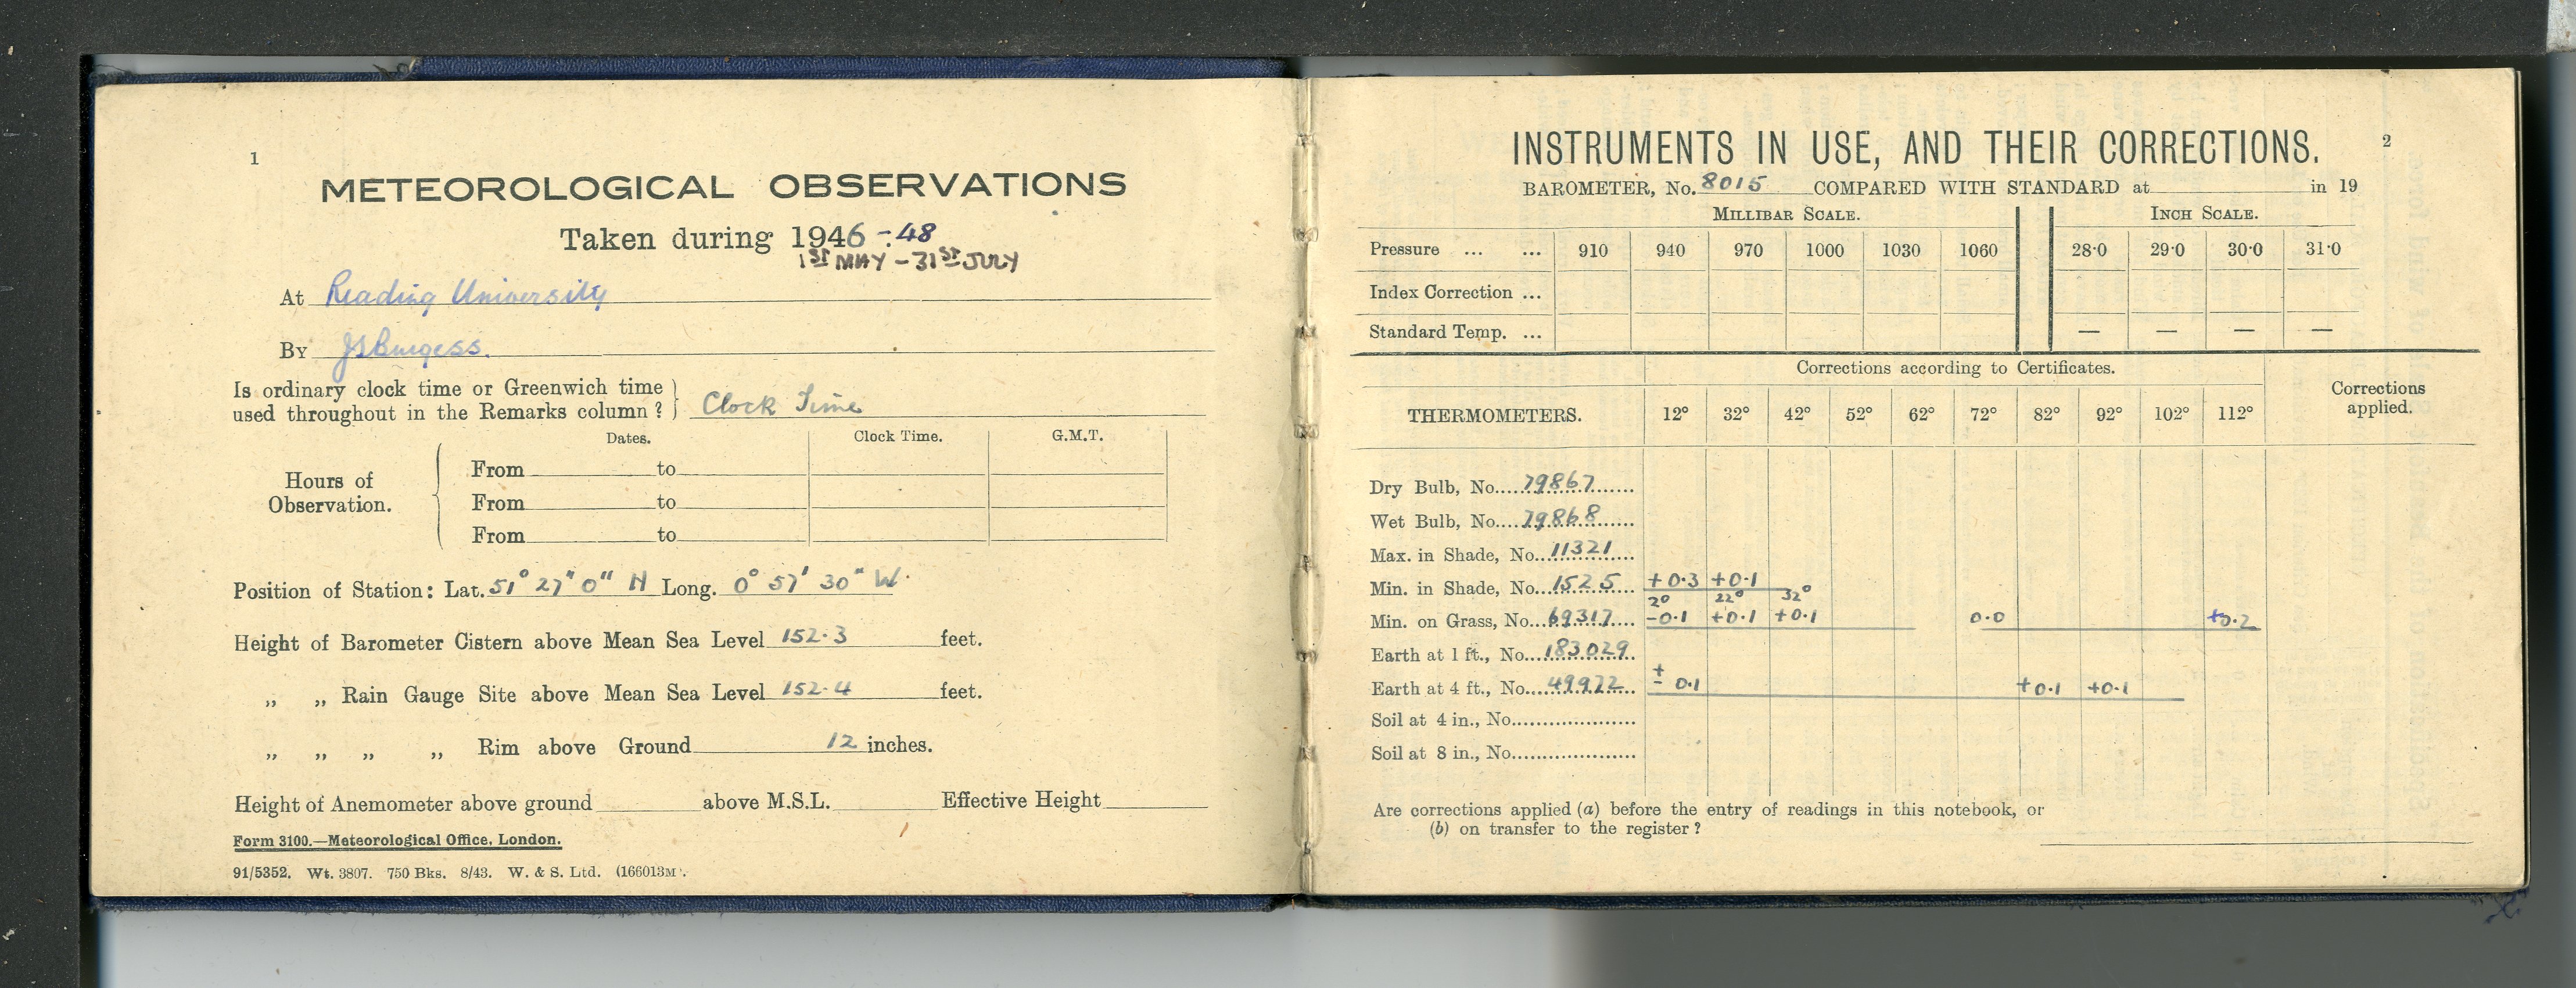 1
METEOROLOGICAL OBSERVATIONS
Taken during 1946 - 48
1ST MAY - 31ST JULY
At Reading University
By JSBurgess.
Is ordinary clock time or Greenwich time
used throughout in the Remarks column? } Clock Time
Dates. Clock Time. G.M.T.
Hours of
Observation.
From to
From to
From to
Position of Station: Lat. 51° 27" 0" N Long. 0° 57' 30" W.
Height of Barometer Cistern above Mean Sea Level 152.3 feet.
„ „ Rain Gauge Site above Mean Sea Level 152.4 feet.
„ „ „ „ Rim above Ground 12 inches.
Height of Anemometer above ground above M.S.L. Effective Height
Form 3100.—Meteorological Office, London.
91/5352. Wt. 3807. 750 Bks. 8/43. W. & S. Ltd. (166013M).
INSTRUMENTS IN USE, AND THEIR CORRECTIONS. 2
BAROMETER, No. 8015 COMPARED WITH STANDARD at in 19
MILLIBAR SCALE. INCH SCALE.
Pressure ... ... 910 940 970 1000 1030 1060 28·0 29·0 30·0 31·0
Index Correction ...
Standard Temp. ... — — — —
Corrections according to Certificates.
Corrections
applied.
THERMOMETERS. 12° 32° 42° 52° 62° 72° 82° 92° 102° 112°
Dry Bulb, No. 79867
Wet Bulb, No. 79868
Max. in Shade, No. 11321
Min. in Shade, No. 1525 +0.3 +0.1
2° 22° 32°
Min. on Grass, No. 69317 -0.1 +0.1 +0.1 0.0 +0.2
Earth at 1 ft., No. 183029
Earth at 4 ft., No. 49972 ± 0.1 +0.1 +0.1
Soil at 4 in., No.
Soil at 8 in., No.
Are corrections applied (a) before the entry of readings in this notebook, or
(b) on transfer to the register?